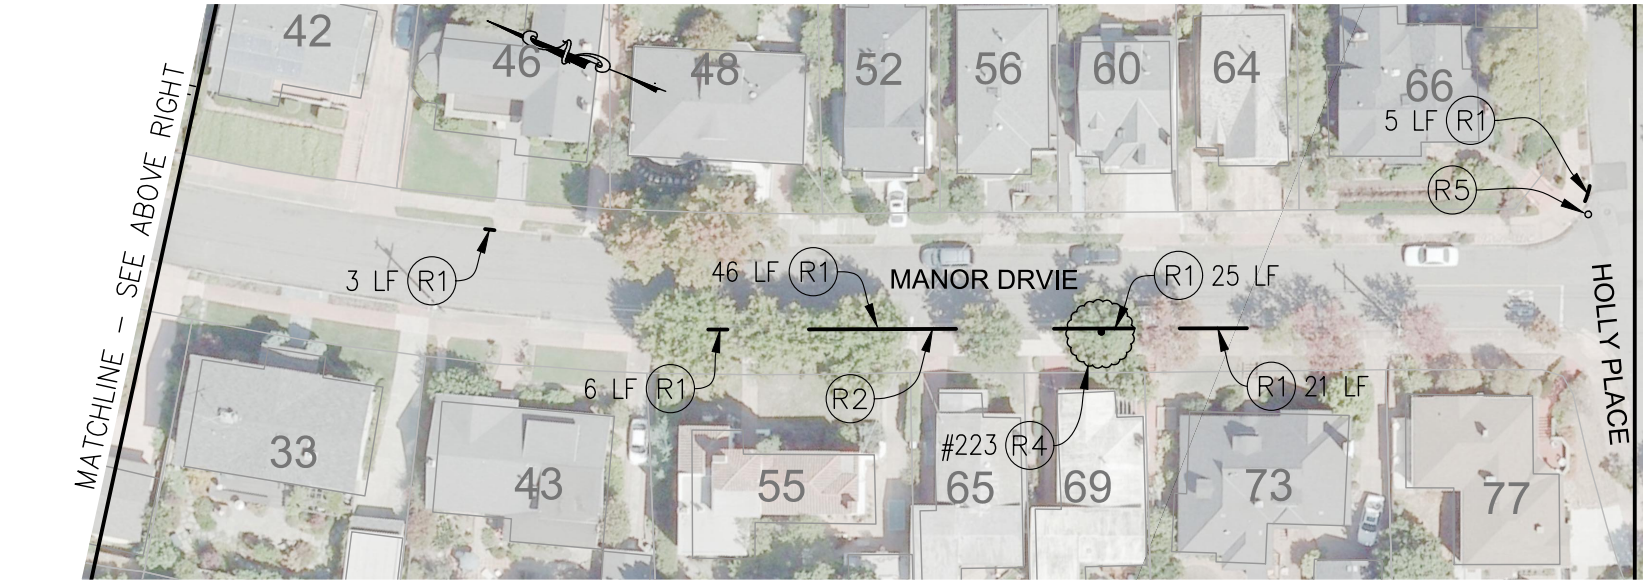 42
46
48
52
56
60
64
66
5 LF R1
R5
MATCHLINE – SEE ABOVE RIGHT
3 LF R1
46 LF R1
MANOR DRVIE
R1 25 LF
HOLLY PLACE
6 LF R1
R2
R1 21 LF
#223 R4
33
43
55
65
69
73
77